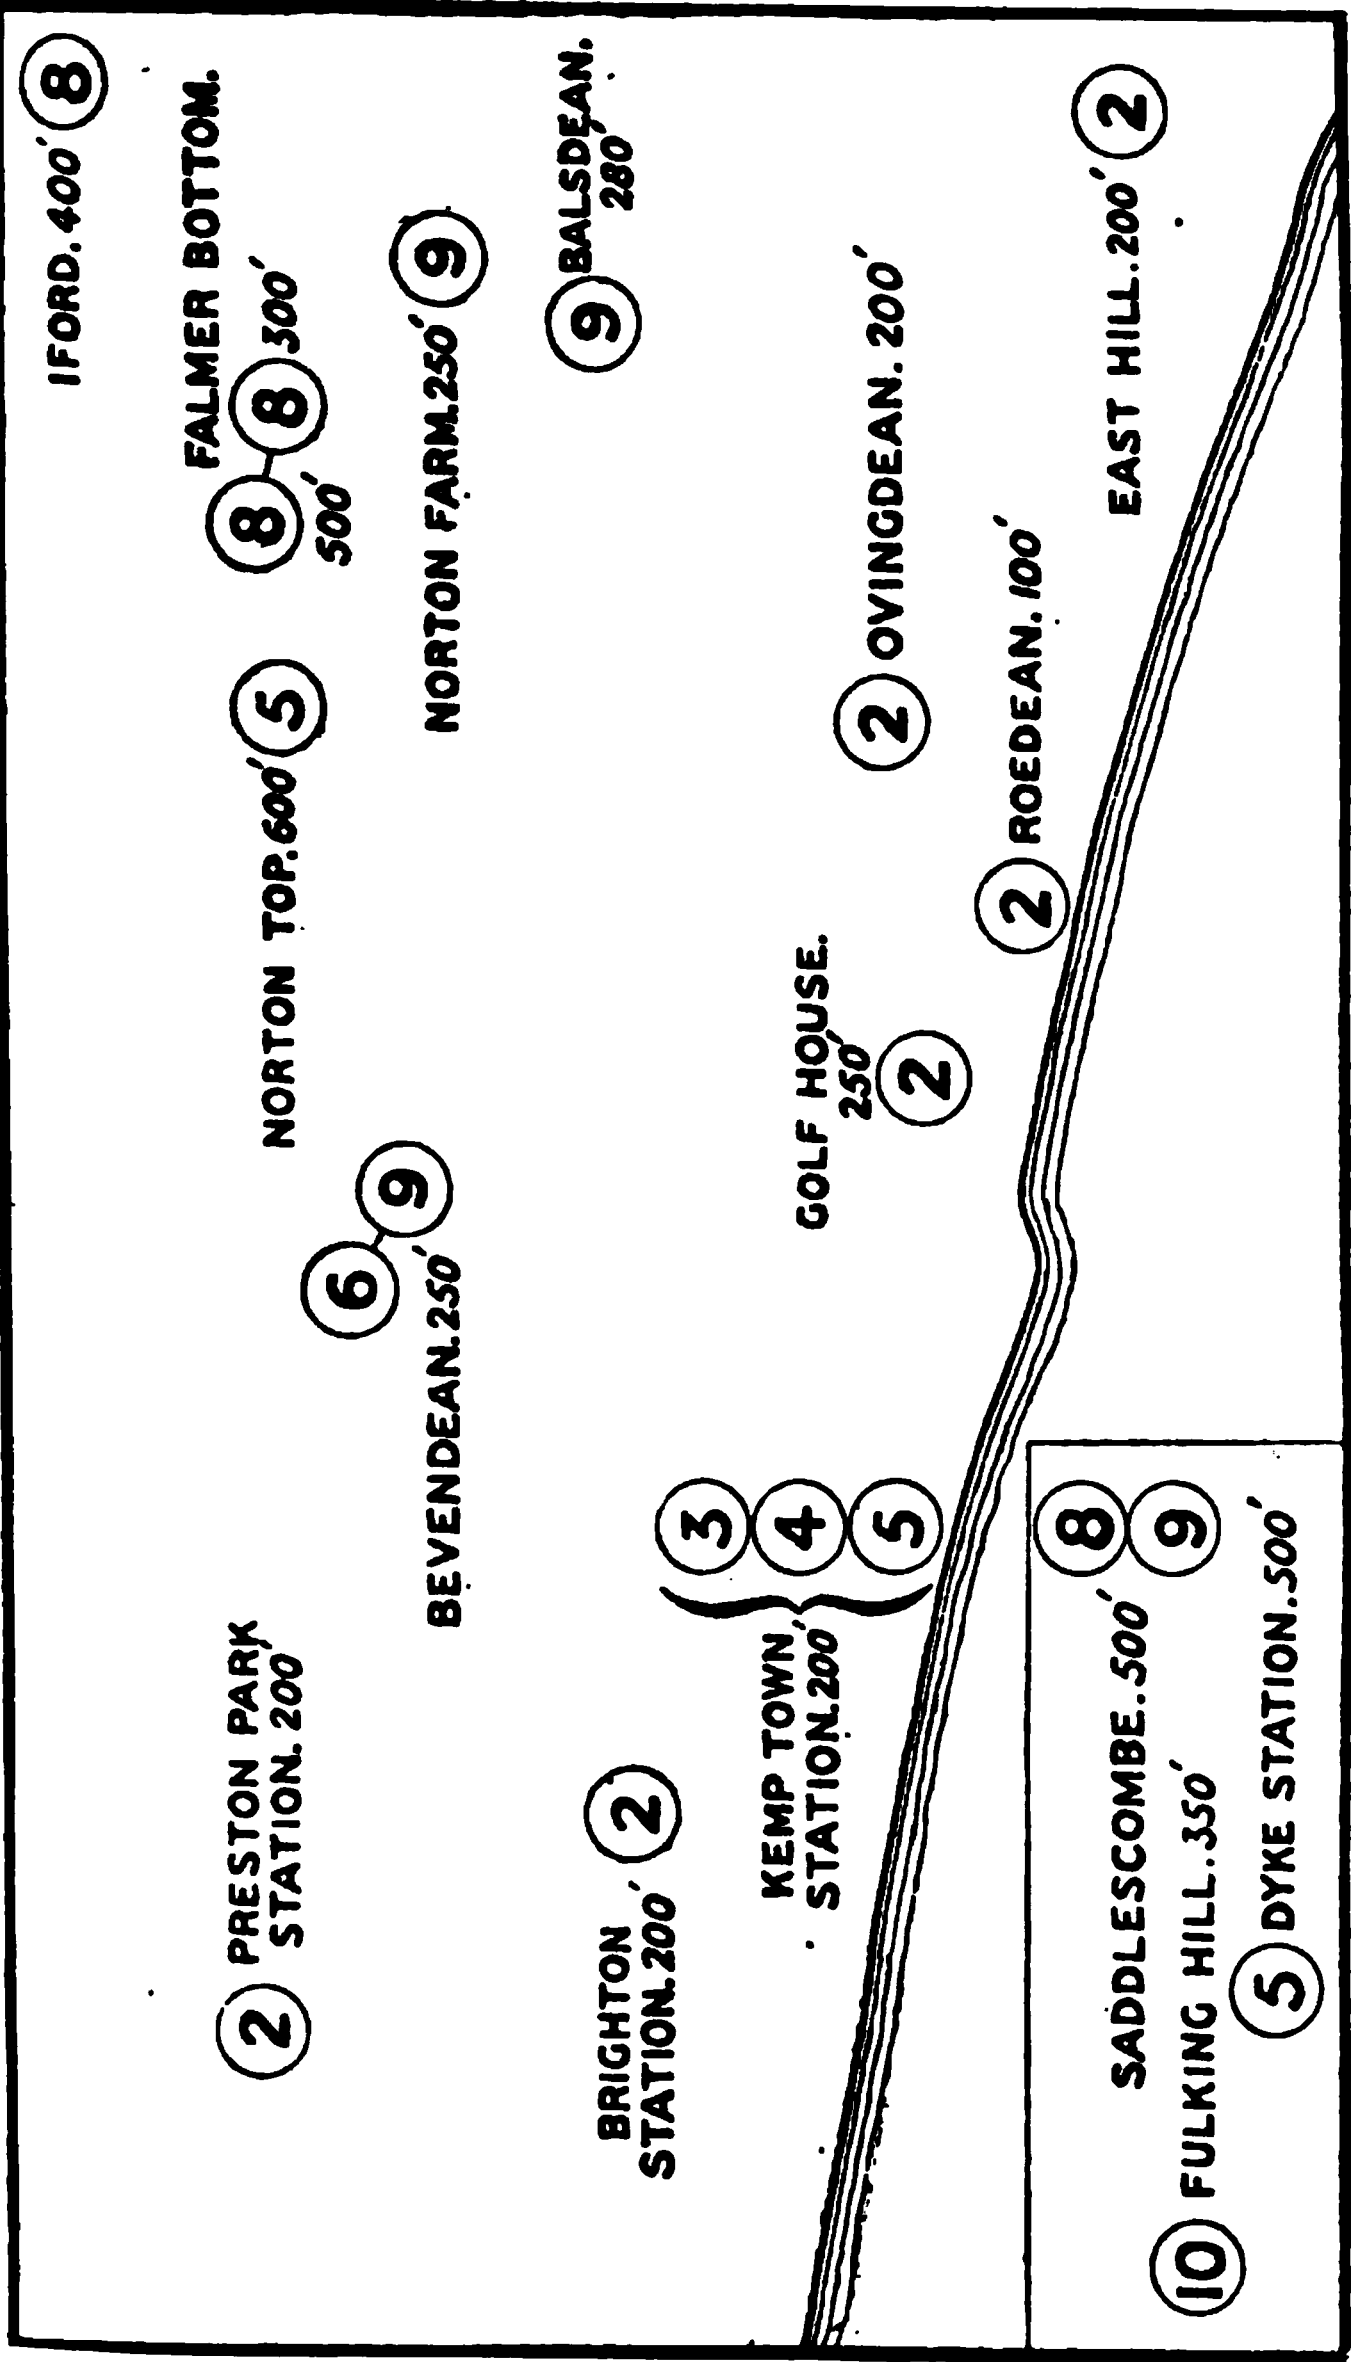 IFORD. 400′ 8
FALMER BOTTOM.
8 8 300′
500′
NORTON TOP. 600′ 5
NORTON FARM. 250′ 9
9 BALSDEAN.
280′
6 9
BEVENDEAN. 250′
2 PRESTON PARK
STATION. 200′
BRIGHTON
STATION. 200′ 2
KEMP TOWN
STATION. 200′
3
4
5
GOLF HOUSE.
250′
2
2 OVINGDEAN. 200′
2 ROEDEAN. 100′
EAST HILL. 200′ 2
SADDLESCOMBE. 500′ 8
9
10 FULKING HILL. 350′
5 DYKE STATION. 500′